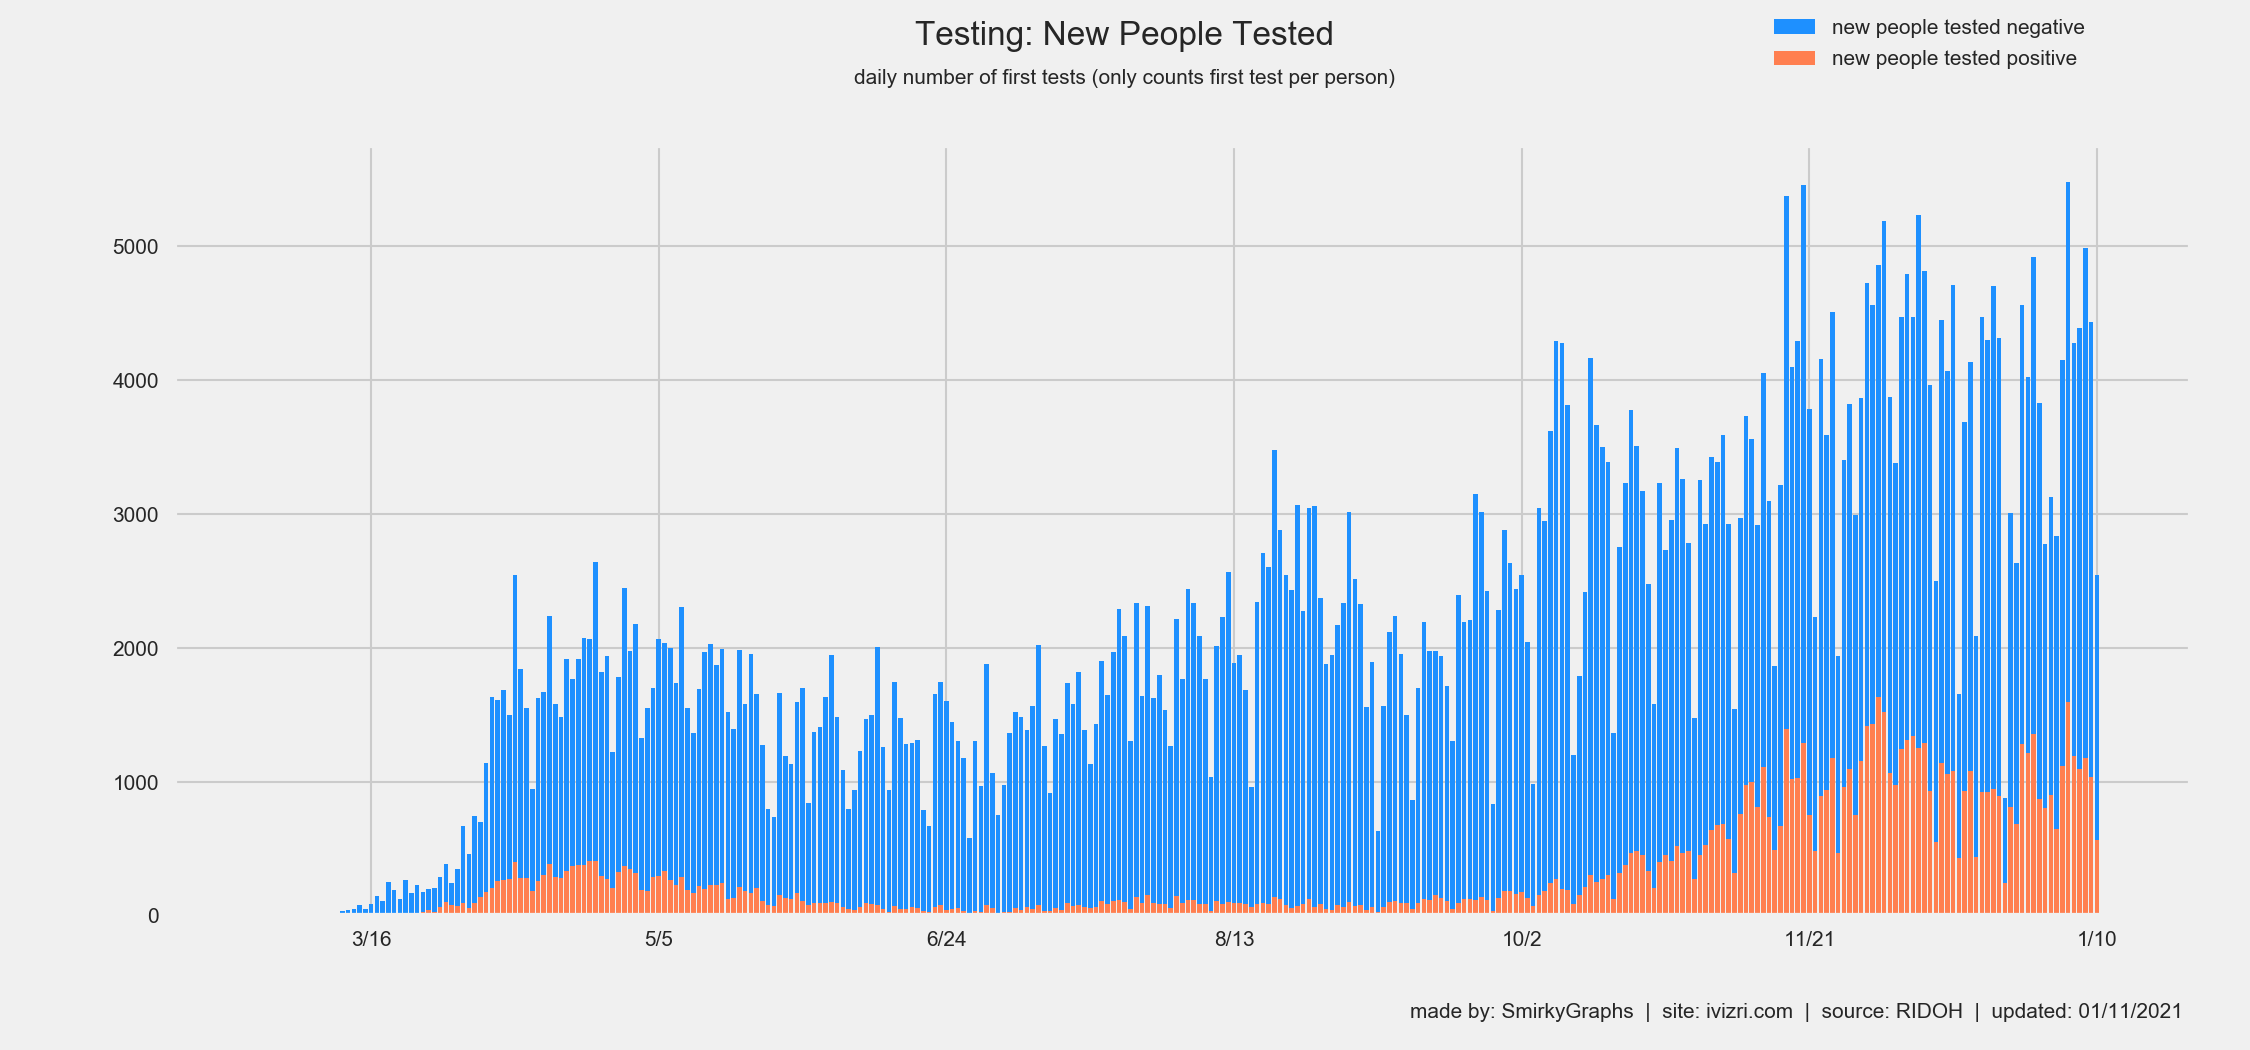 Testing: New People Tested
daily number of first tests (only counts first test per person)
new people tested negative
new people tested positive
5000
4000
3000
2000
1000
0
3/16 5/5 6/24 8/13 10/2 11/21 1/10
made by: SmirkyGraphs | site: ivizri.com | source: RIDOH | updated: 01/11/2021